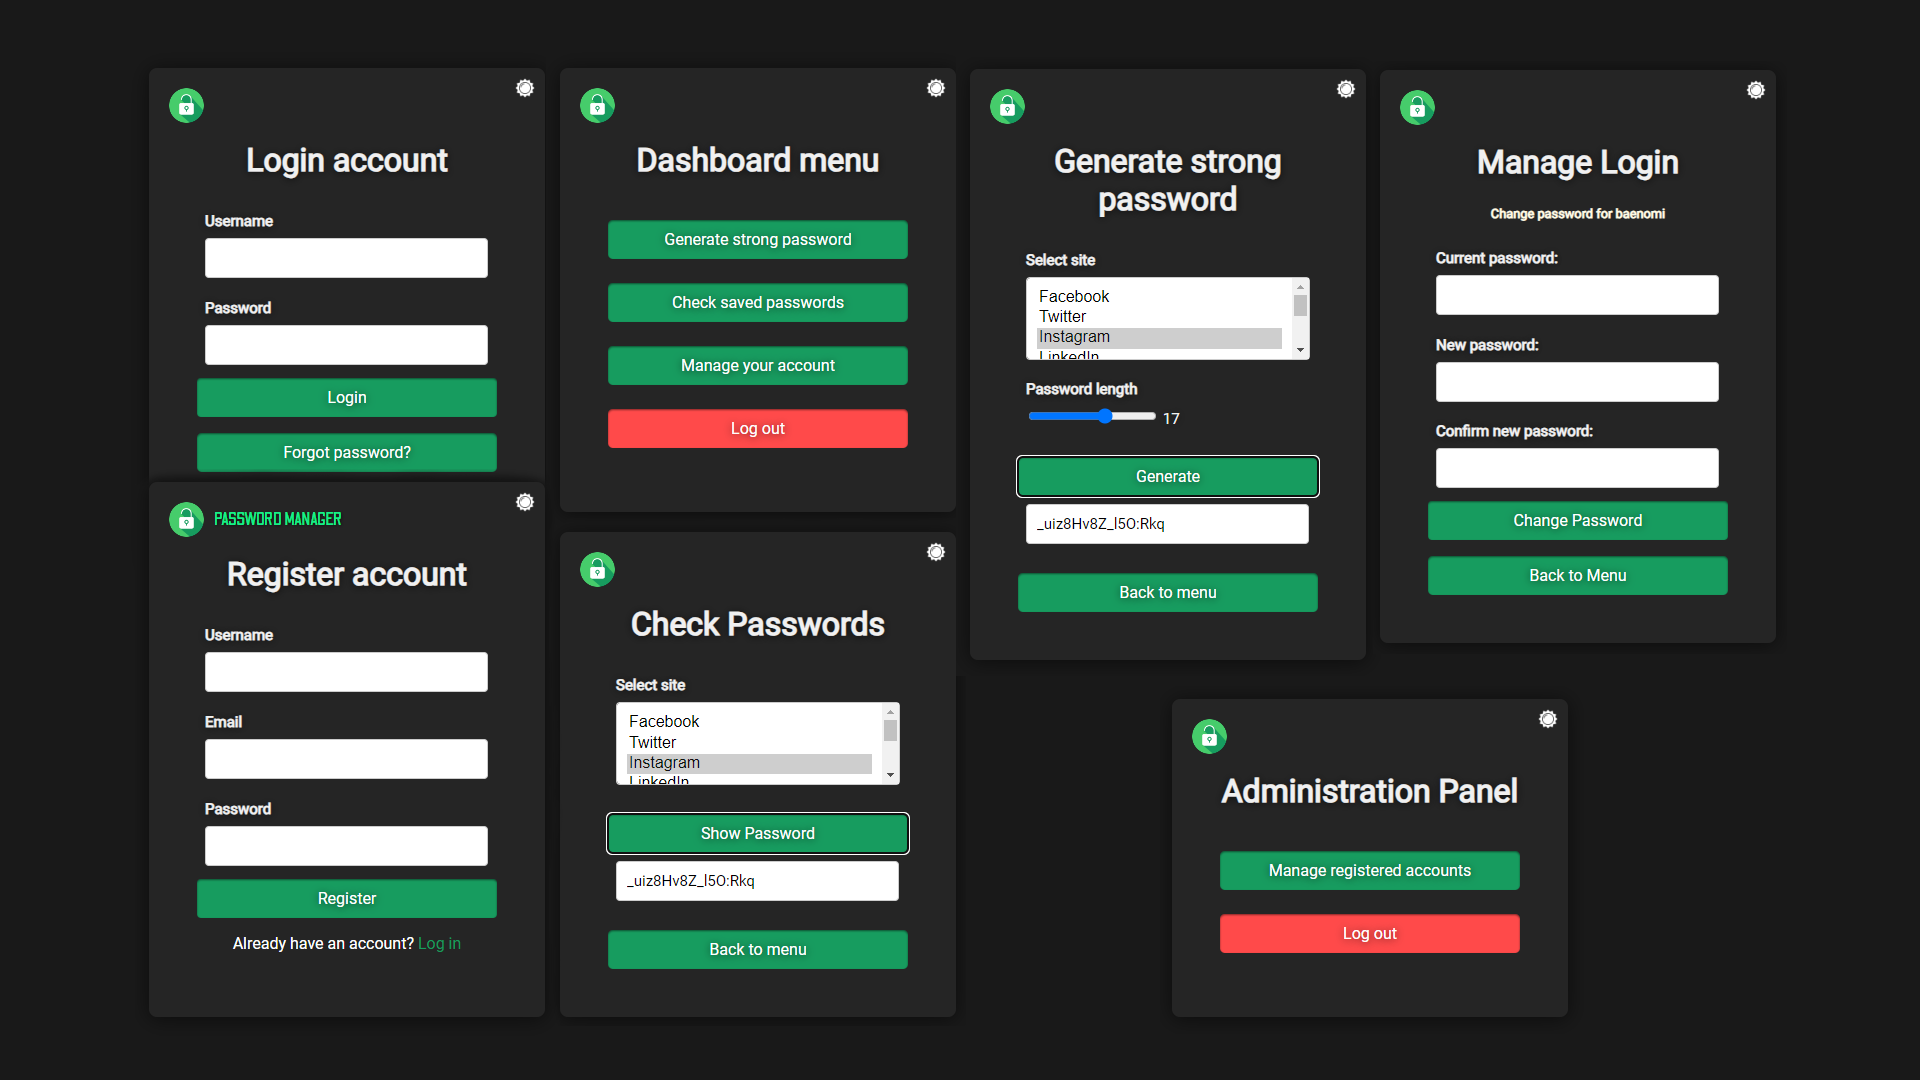 Login account
Username
Password
Login
Forgot password?
PASSWORD MANAGER
Register account
Username
Email
Password
Register
Already have an account? Log in
Dashboard menu
Generate strong password
Check saved passwords
Manage your account
Log out
Check Passwords
Select site
Facebook
Twitter
Instagram
LinkedIn
Show Password
_uiz8Hv8Z_l5O:Rkq
Back to menu
Generate strong
password
Select site
Facebook
Twitter
Instagram
LinkedIn
Password length
17
Generate
_uiz8Hv8Z_l5O:Rkq
Back to menu
Manage Login
Change password for baenomi
Current password:
New password:
Confirm new password:
Change Password
Back to Menu
Administration Panel
Manage registered accounts
Log out